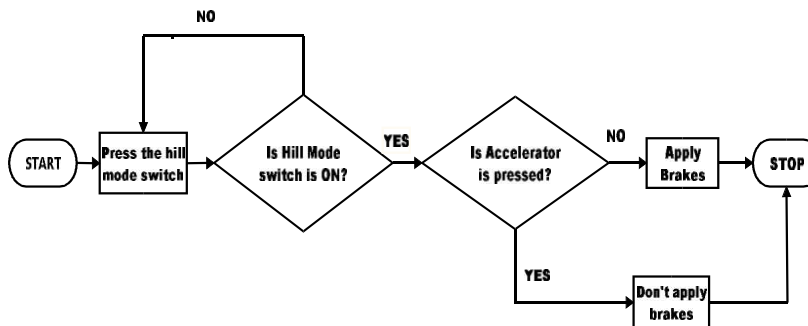 NO
START
Press the hill
mode switch
Is Hill Mode
switch is ON?
YES
Is Accelerator
is pressed?
NO
Apply
Brakes
STOP
YES
Don't apply
brakes